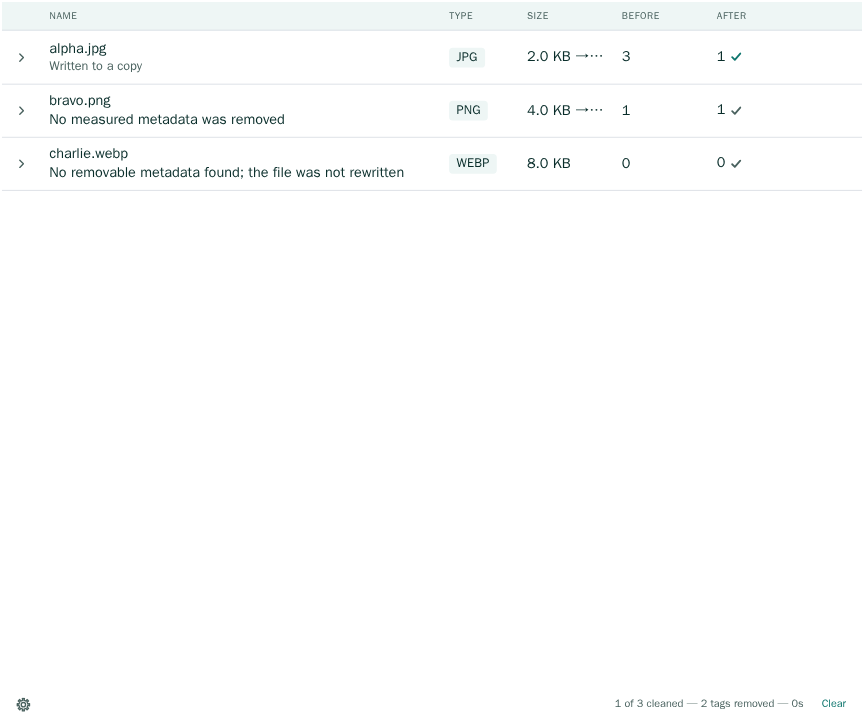 NAME TYPE SIZE BEFORE AFTER
alpha.jpg
Written to a copy
JPG 2.0 KB →··· 3 1
bravo.png
No measured metadata was removed
PNG 4.0 KB →··· 1 1
charlie.webp
No removable metadata found; the file was not rewritten
WEBP 8.0 KB 0 0
1 of 3 cleaned — 2 tags removed — 0s Clear